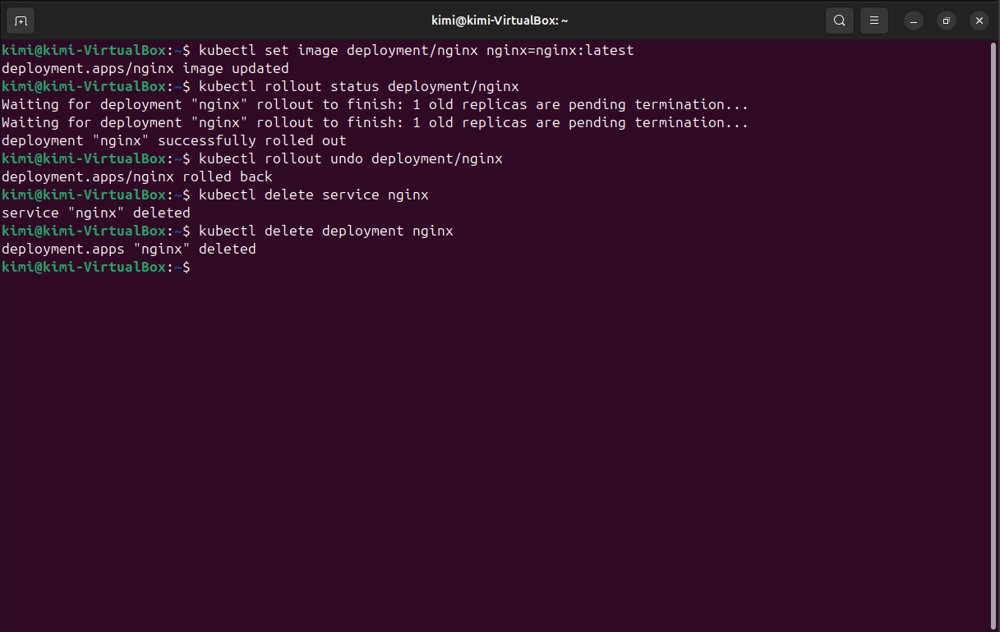 kimi@kimi-VirtualBox: ~
kimi@kimi-VirtualBox:~$ kubectl set image deployment/nginx nginx=nginx:latest
deployment.apps/nginx image updated
kimi@kimi-VirtualBox:~$ kubectl rollout status deployment/nginx
Waiting for deployment "nginx" rollout to finish: 1 old replicas are pending termination...
Waiting for deployment "nginx" rollout to finish: 1 old replicas are pending termination...
deployment "nginx" successfully rolled out
kimi@kimi-VirtualBox:~$ kubectl rollout undo deployment/nginx
deployment.apps/nginx rolled back
kimi@kimi-VirtualBox:~$ kubectl delete service nginx
service "nginx" deleted
kimi@kimi-VirtualBox:~$ kubectl delete deployment nginx
deployment.apps "nginx" deleted
kimi@kimi-VirtualBox:~$